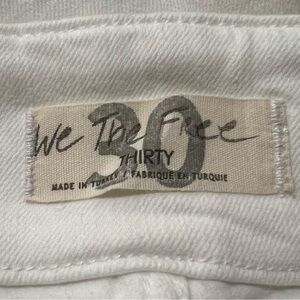 We The Free
30
THIRTY
MADE IN TURKEY / FABRIQUE EN TURQUIE